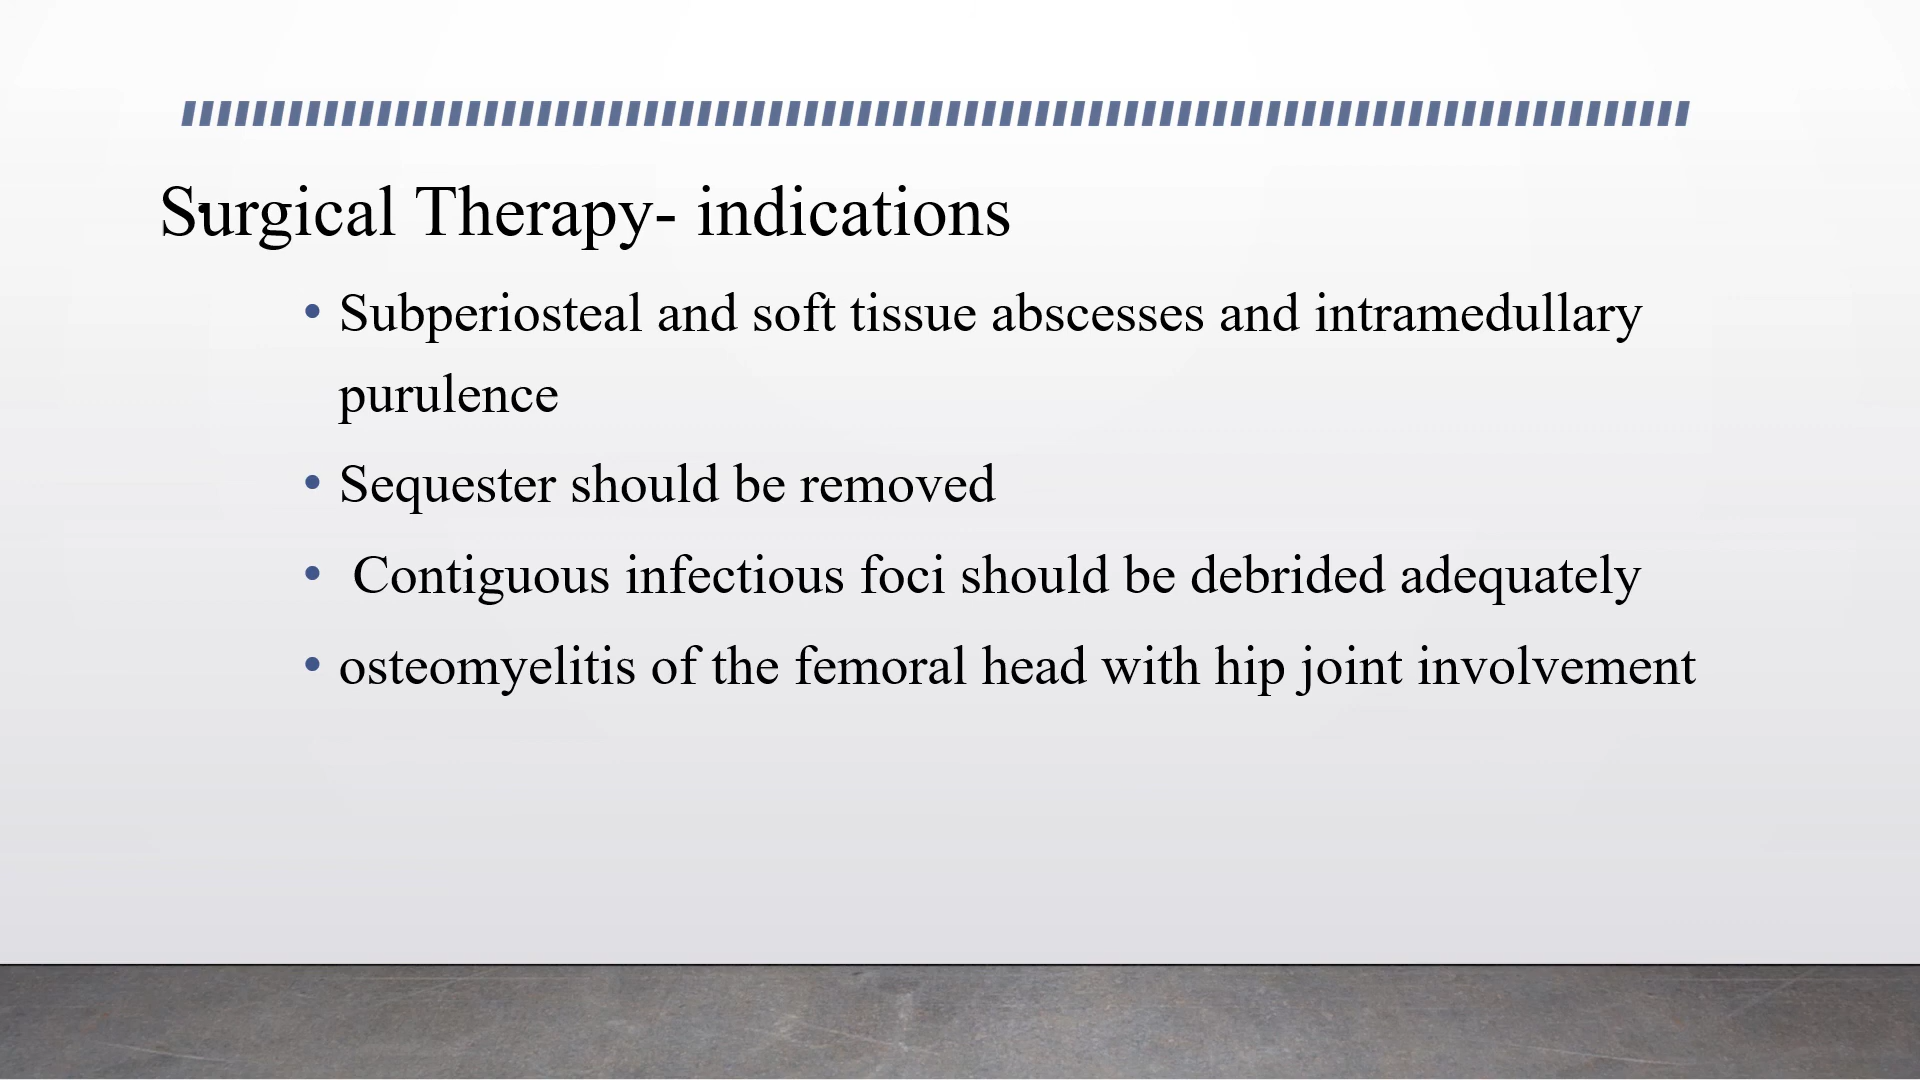 Surgical Therapy- indications
• Subperiosteal and soft tissue abscesses and intramedullary
purulence
• Sequester should be removed
• Contiguous infectious foci should be debrided adequately
• osteomyelitis of the femoral head with hip joint involvement